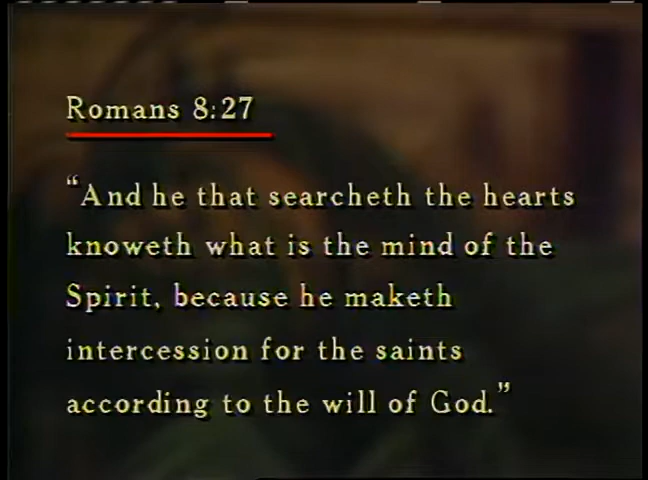 Romans 8:27
“And he that searcheth the hearts
knoweth what is the mind of the
Spirit, because he maketh
intercession for the saints
according to the will of God.”